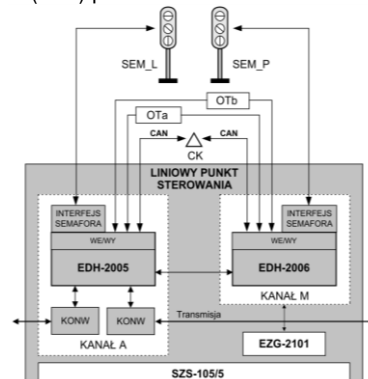 SEM_L
SEM_P
OTb
OTa
CAN
CAN
CK
LINIOWY PUNKT
STEROWANIA
INTERFEJS
SEMAFORA
INTERFEJS
SEMAFORA
WE/WY
WE/WY
EDH-2005
EDH-2006
KANAŁ M
KONW
KONW
Transmisja
KANAŁ A
EZG-2101
SZS-105/5